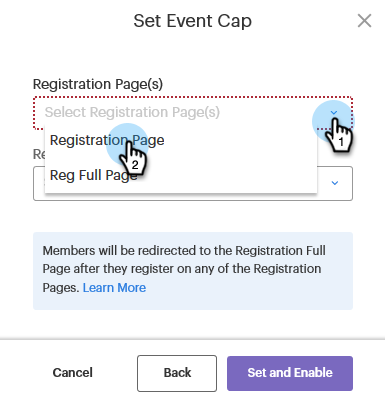 Set Event Cap
Registration Page(s)
Select Registration Page(s)
1
Registration Page
2
Re
Reg Full Page
Members will be redirected to the Registration Full
Page after they register on any of the Registration
Pages. Learn More
Cancel
Back
Set and Enable